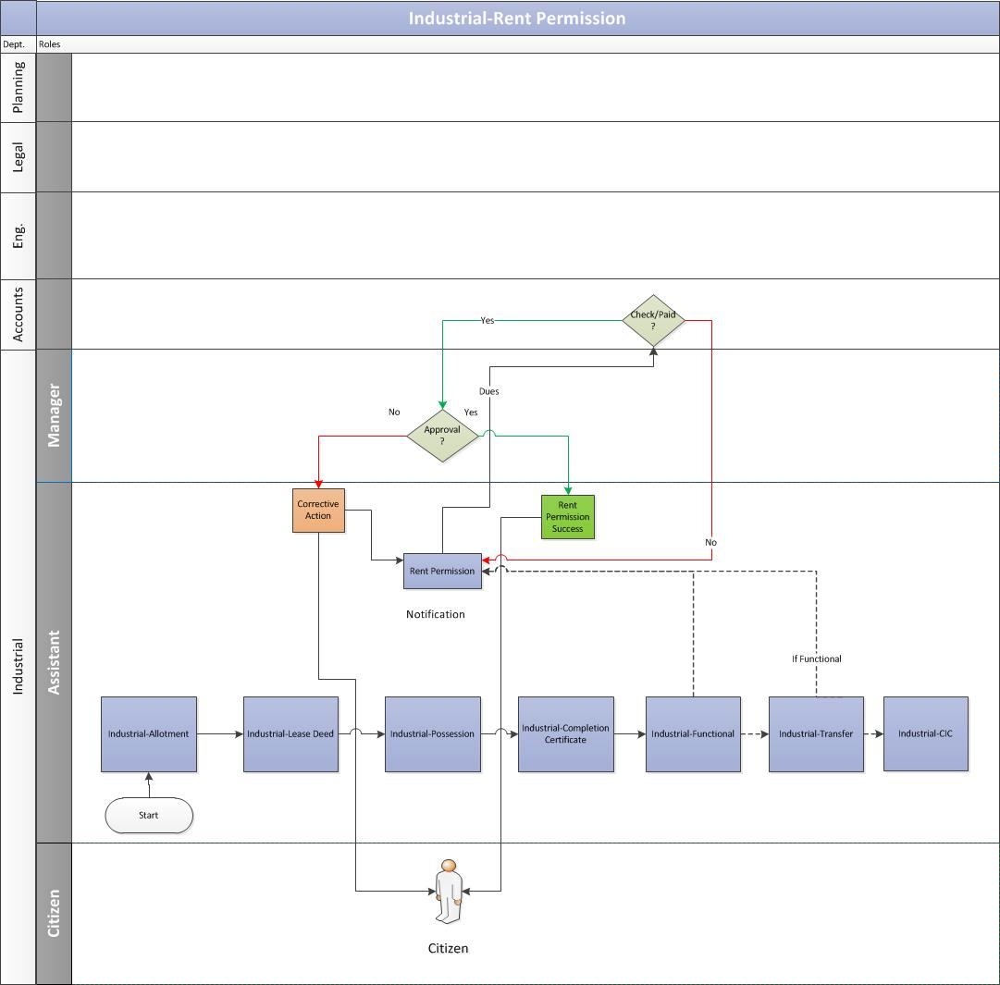 Industrial-Rent Permission
Dept.
Roles
Planning
Legal
Eng.
Accounts
Check/Paid
?
Yes
Manager
Dues
No
Yes
Approval
?
Corrective
Action
Rent
Permission
Success
No
Rent Permission
Notification
Industrial
Assistant
If Functional
Industrial-Allotment
Industrial-Lease Deed
Industrial-Possession
Industrial-Completion
Certificate
Industrial-Functional
Industrial-Transfer
Industrial-CIC
Start
Citizen
Citizen